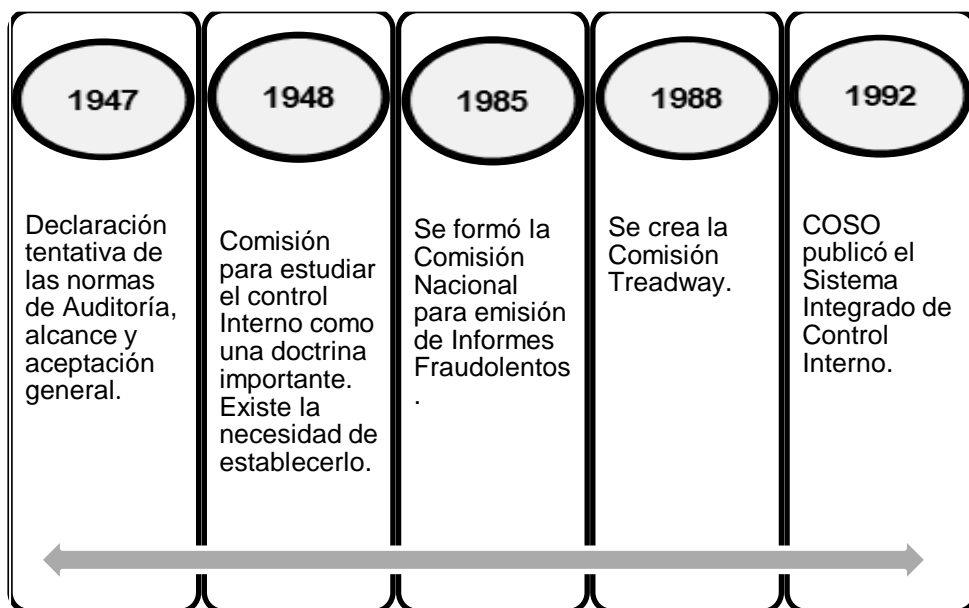 1947
Declaración
tentativa de
las normas
de Auditoría,
alcance y
aceptación
general.
1948
Comisión
para estudiar
el control
Interno como
una doctrina
importante.
Existe la
necesidad de
establecerlo.
1985
Se formó la
Comisión
Nacional
para emisión
de Informes
Fraudolentos
.
1988
Se crea la
Comisión
Treadway.
1992
COSO
publicó el
Sistema
Integrado de
Control
Interno.